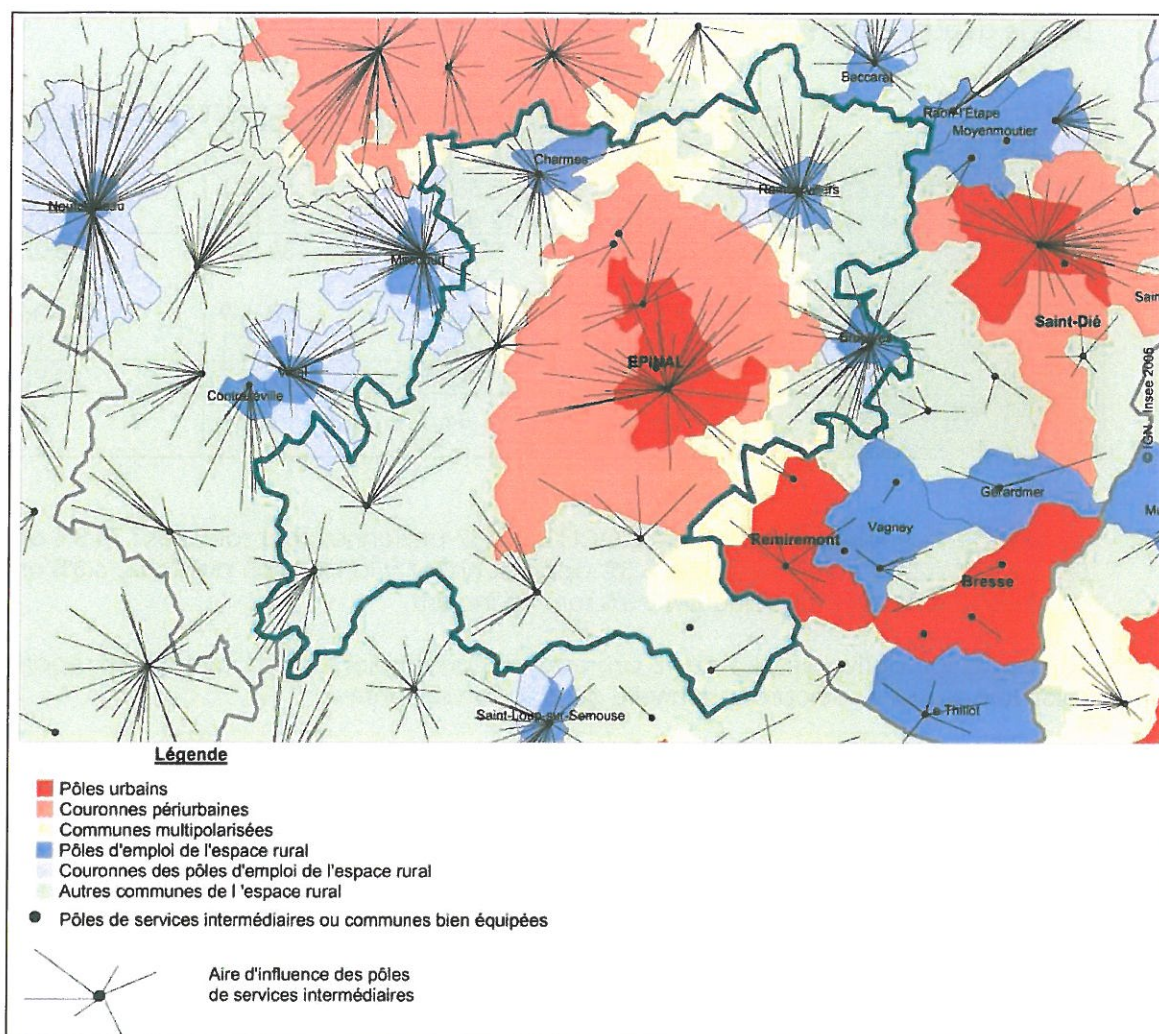 Beccarat
Raon-l'Étape
Moyenmoutier
Charmes
Saint-Dié
EPINAL
Contrexéville
© IGN - Insee 2006
Gérardmer
Vagney
Remiremont
Bresse
Saint-Loup-sur-Semouse
Le Thillot
Légende
Pôles urbains
Couronnes périurbaines
Communes multipolarisées
Pôles d'emploi de l'espace rural
Couronnes des pôles d'emploi de l'espace rural
Autres communes de l 'espace rural
Pôles de services intermédiaires ou communes bien équipées
Aire d'influence des pôles
de services intermédiaires